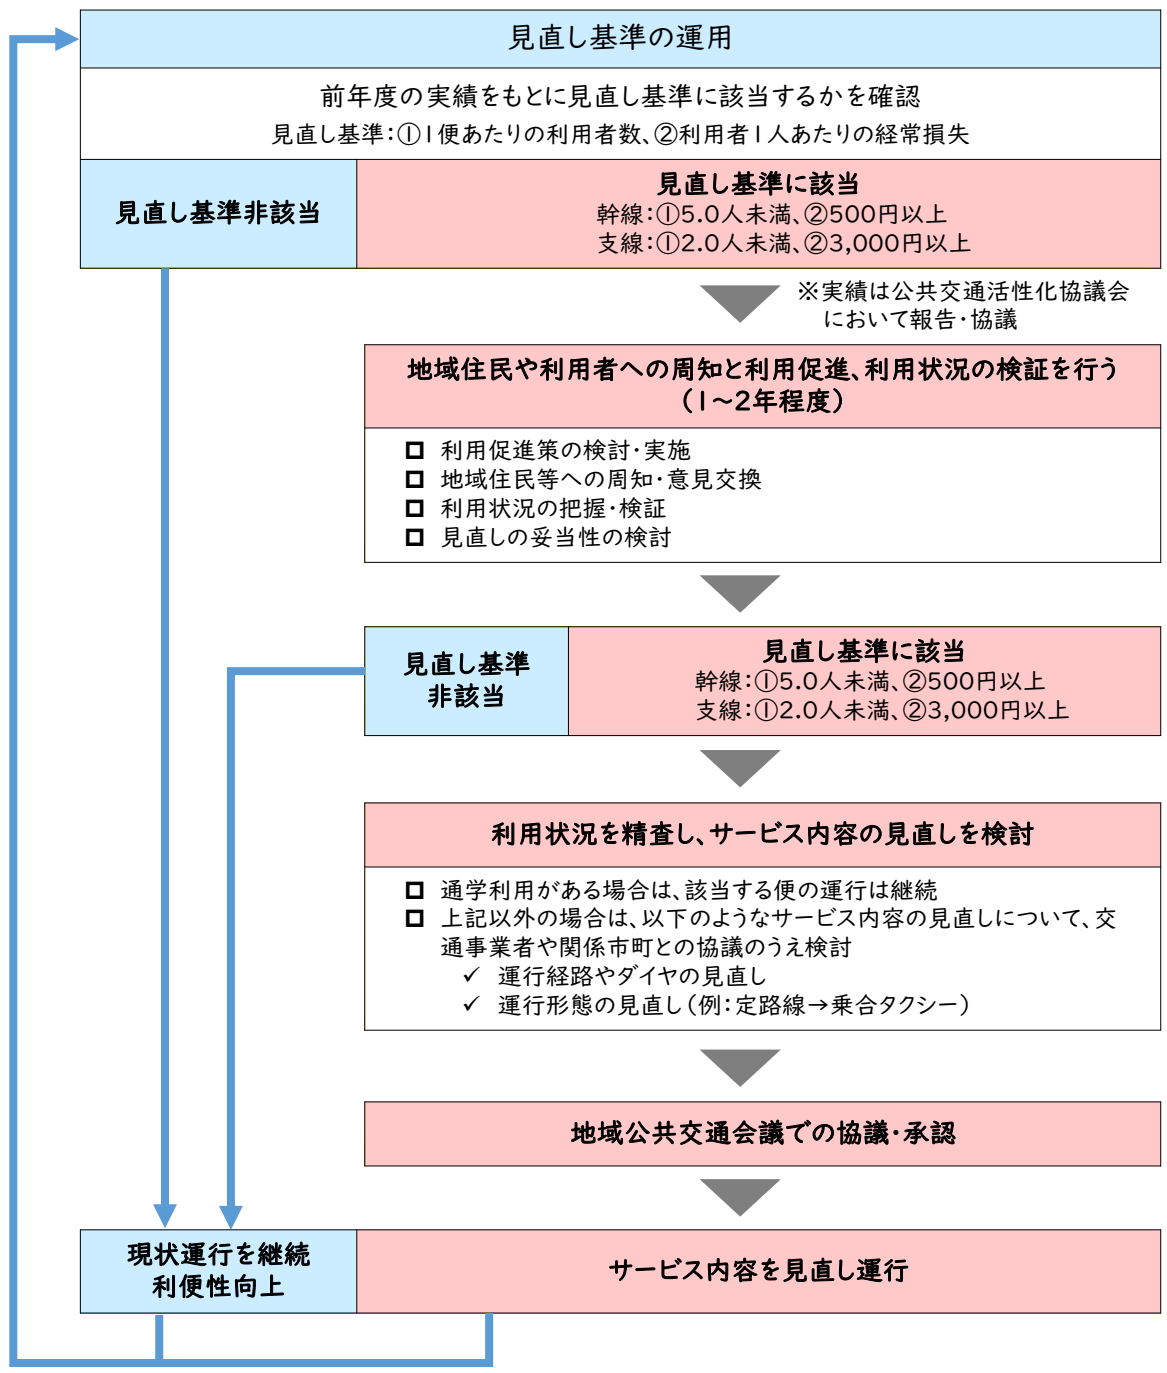 見直し基準の運用
前年度の実績をもとに見直し基準に該当するかを確認
見直し基準：①1便あたりの利用者数、②利用者1人あたりの経常損失
見直し基準非該当
見直し基準に該当
幹線：①5.0人未満、②500円以上
支線：①2.0人未満、②3,000円以上
※実績は公共交通活性化協議会
において報告・協議
地域住民や利用者への周知と利用促進、利用状況の検証を行う
（1～2年程度）
□ 利用促進策の検討・実施
□ 地域住民等への周知・意見交換
□ 利用状況の把握・検証
□ 見直しの妥当性の検討
見直し基準
非該当
見直し基準に該当
幹線：①5.0人未満、②500円以上
支線：①2.0人未満、②3,000円以上
利用状況を精査し、サービス内容の見直しを検討
□ 通学利用がある場合は、該当する便の運行は継続
□ 上記以外の場合は、以下のようなサービス内容の見直しについて、交
通事業者や関係市町との協議のうえ検討
✓ 運行経路やダイヤの見直し
✓ 運行形態の見直し（例：定路線→乗合タクシー）
地域公共交通会議での協議・承認
現状運行を継続
利便性向上
サービス内容を見直し運行